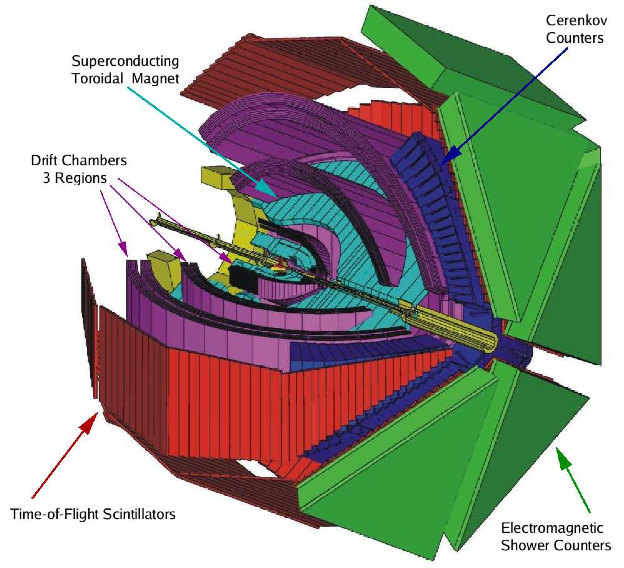 Cerenkov
Counters
Superconducting
Toroidal Magnet
Drift Chambers
3 Regions
Time-of-Flight Scintillators
Electromagnetic
Shower Counters